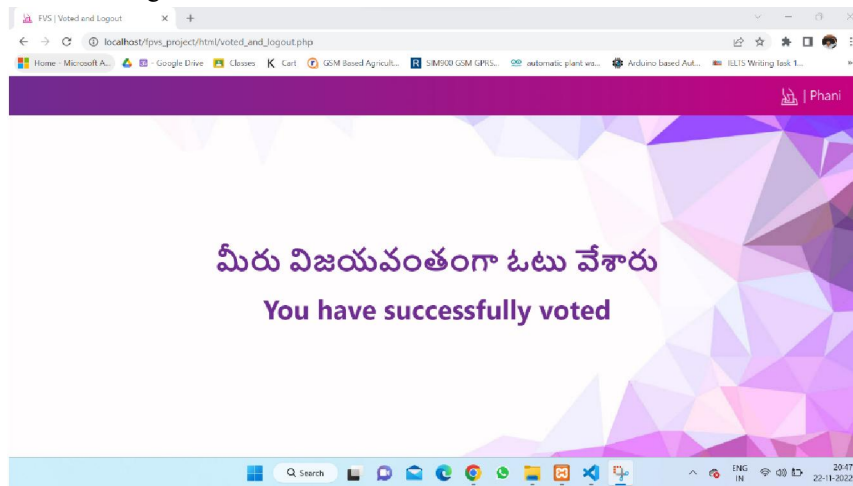 FVS | Voted and Logout
localhost/fpvs_project/html/voted_and_logout.php
Home - Microsoft A... - Google Drive Classes Cart GSM Based Agricult... SIM900 GSM GPRS... automatic plant wa... Arduino based Aut... IELTS Writing Task 1...
| Phani
మీరు విజయవంతంగా ఓటు వేశారు
You have successfully voted
Search
ENG
IN
20:47
22-11-2022